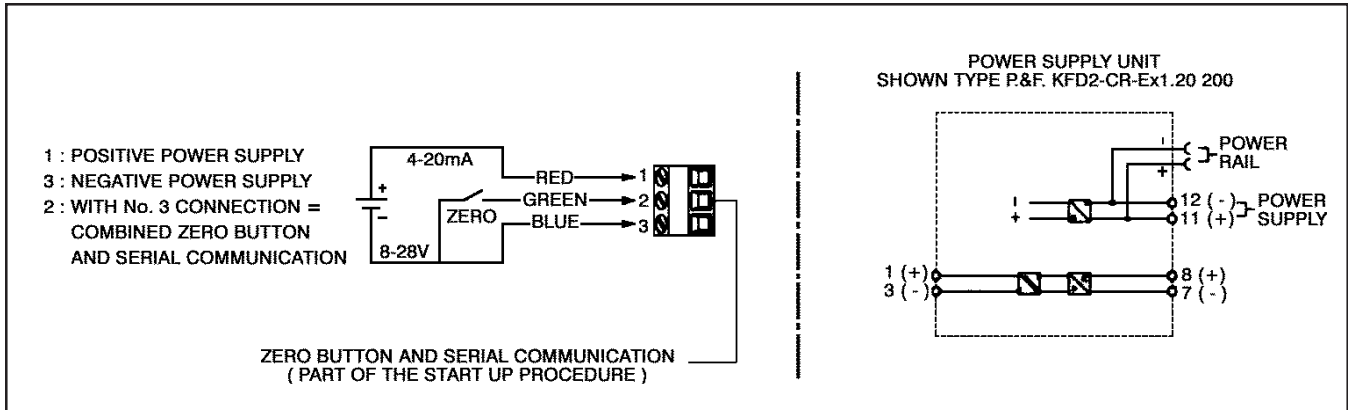 1 : POSITIVE POWER SUPPLY
3 : NEGATIVE POWER SUPPLY
2 : WITH No. 3 CONNECTION =
COMBINED ZERO BUTTON
AND SERIAL COMMUNICATION
4-20mA
+
−
8-28V
ZERO
RED
GREEN
BLUE
1
2
3
ZERO BUTTON AND SERIAL COMMUNICATION
( PART OF THE START UP PROCEDURE )
POWER SUPPLY UNIT
SHOWN TYPE P.&F. KFD2-CR-Ex1.20 200
-
+
POWER
RAIL
-
+
12 (-)
11 (+)
POWER
SUPPLY
1 (+)
3 (-)
8 (+)
7 (-)